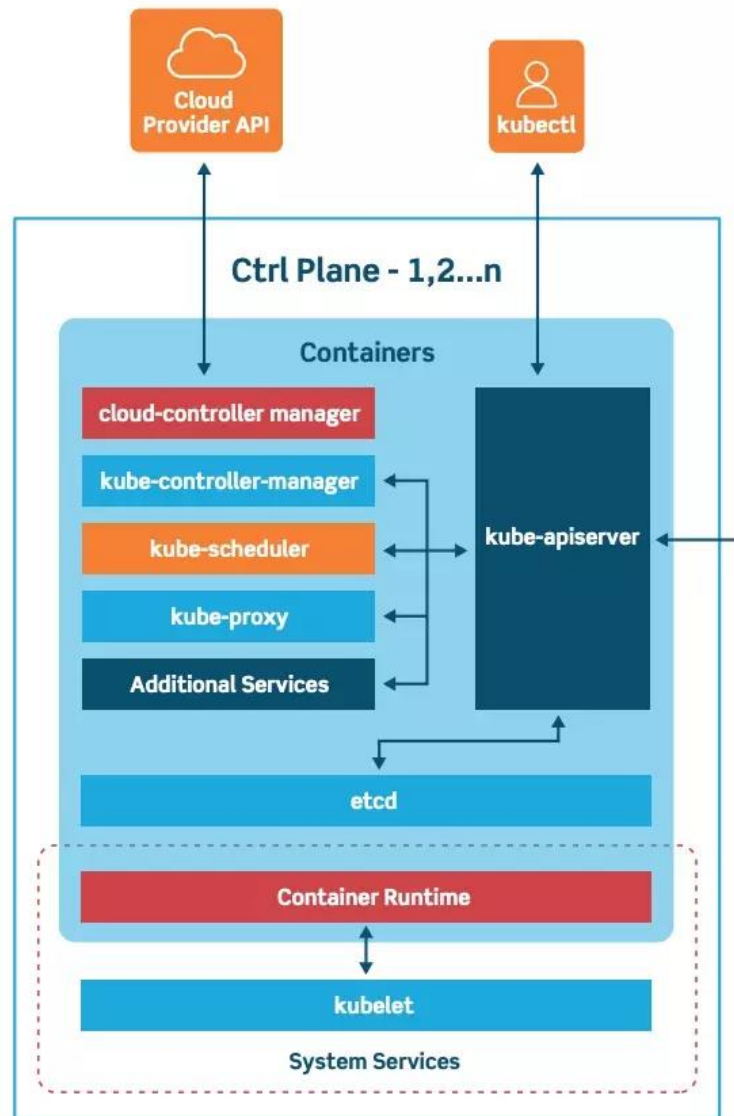 Cloud
Provider API
kubectl
Ctrl Plane - 1,2...n
Containers
cloud-controller manager
kube-controller-manager
kube-scheduler
kube-apiserver
kube-proxy
Additional Services
etcd
Container Runtime
kubelet
System Services